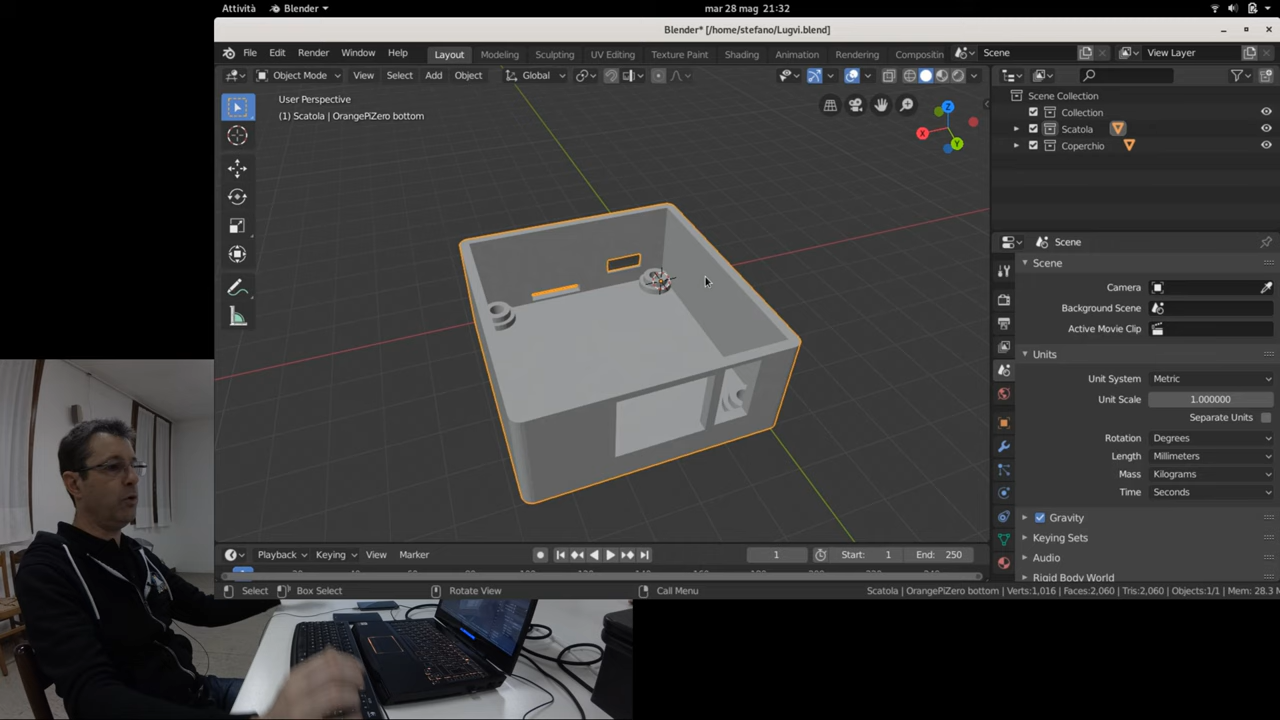 Attività
Blender
mar 28 mag 21:32
Blender* [/home/stefano/Lugvi.blend]
File Edit Render Window Help
Layout Modeling Sculpting UV Editing Texture Paint Shading Animation Rendering Compositin
Scene
View Layer
Object Mode View Select Add Object
Global
User Perspective
(1) Scatola | OrangePiZero bottom
Z
X
Y
Scene Collection
Collection
Scatola
Coperchio
Scene
Scene
Camera
Background Scene
Active Movie Clip
Units
Unit System Metric
Unit Scale 1.000000
Separate Units
Rotation Degrees
Length Millimeters
Mass Kilograms
Time Seconds
Gravity
Keying Sets
Audio
Rigid Body World
Playback Keying View Marker
1
Start: 1
End: 250
Select Box Select Rotate View Call Menu
Scatola | OrangePiZero bottom | Verts:1,016 | Faces:2,060 | Tris:2,060 | Objects:1/1 | Mem: 28.3